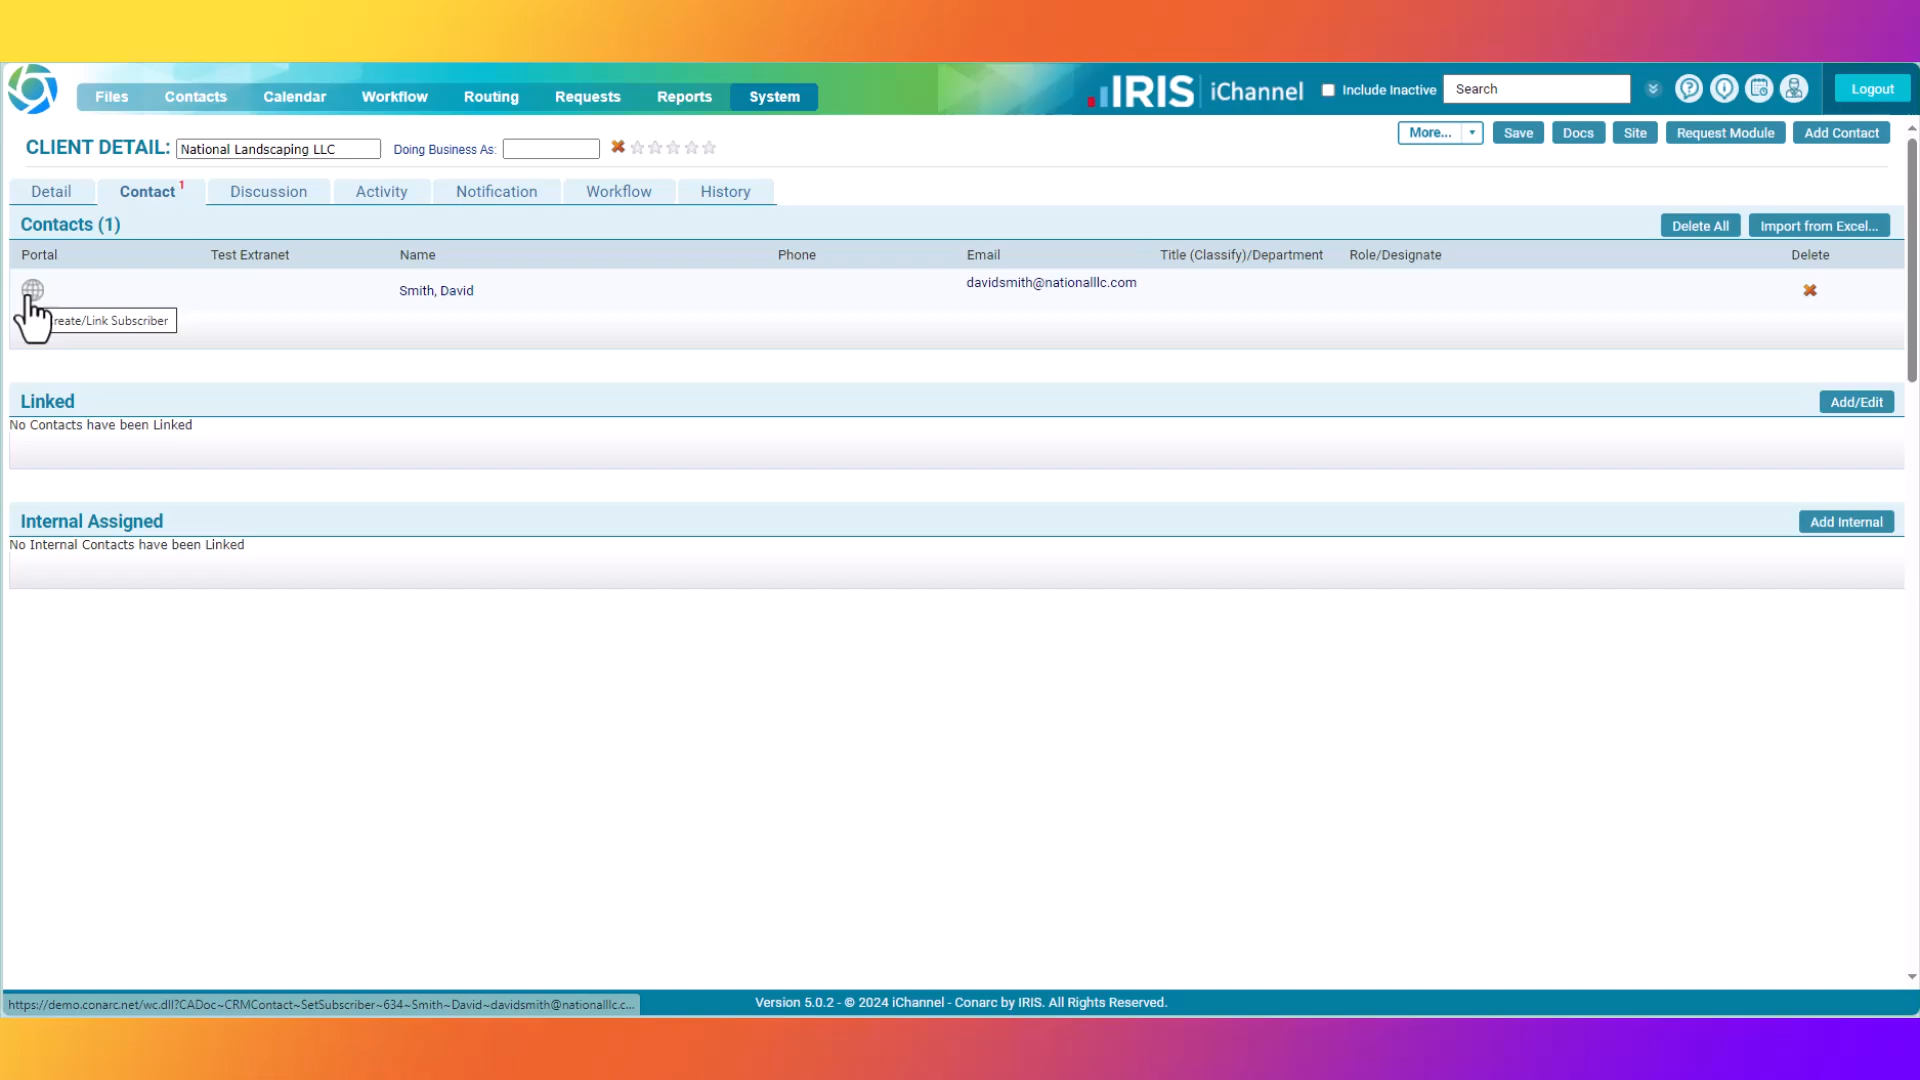 Files Contacts Calendar Workflow Routing Requests Reports System IRIS iChannel Include Inactive Search Logout
CLIENT DETAIL: National Landscaping LLC Doing Business As: More... Save Docs Site Request Module Add Contact
Detail Contact 1 Discussion Activity Notification Workflow History
Contacts (1) Delete All Import from Excel...
Portal Test Extranet Name Phone Email Title (Classify)/Department Role/Designate Delete
Smith, David davidsmith@nationalllc.com
reate/Link Subscriber
Linked Add/Edit
No Contacts have been Linked
Internal Assigned Add Internal
No Internal Contacts have been Linked
https://demo.conarc.net/wc.dll?CADoc~CRMContact~SetSubscriber~634~Smith~David~davidsmith@nationalllc.c... Version 5.0.2 - © 2024 iChannel - Conarc by IRIS. All Rights Reserved.